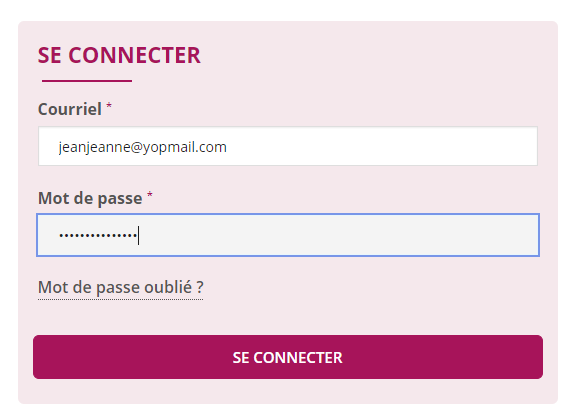 SE CONNECTER
Courriel *
jeanjeanne@yopmail.com
Mot de passe *
•••••••••••••••
Mot de passe oublié ?
SE CONNECTER